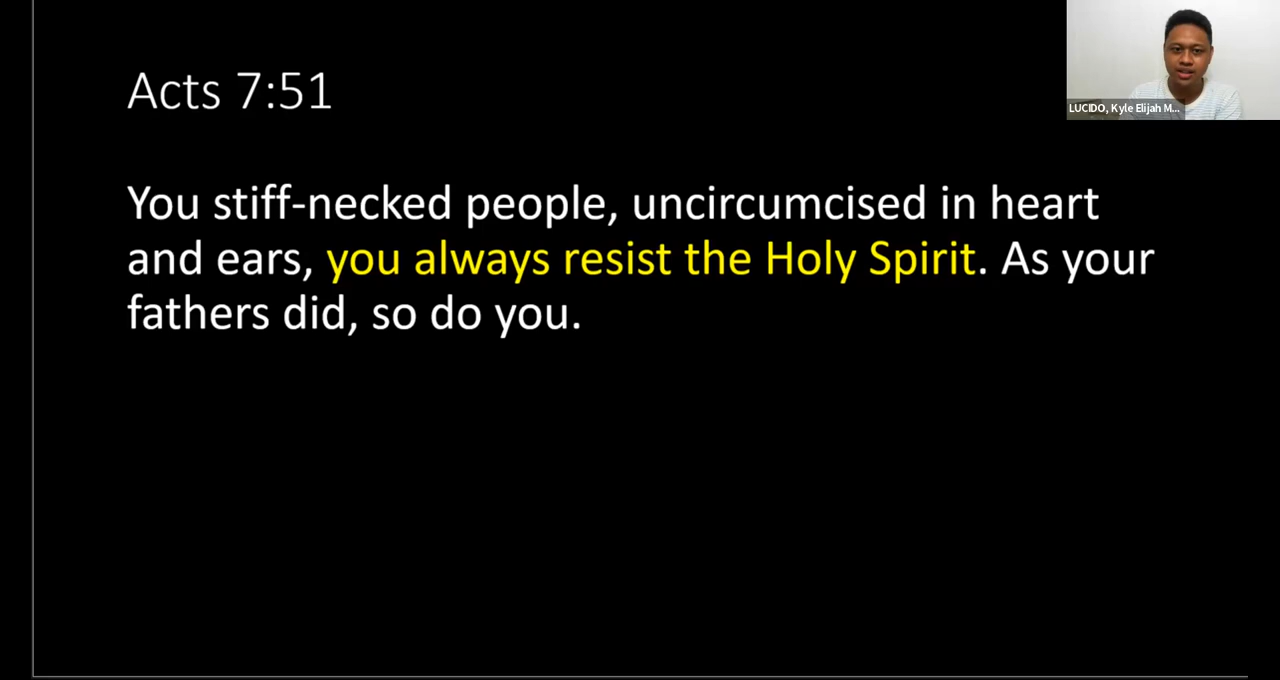 Acts 7:51
LUCIDO, Kyle Elijah M...
You stiff-necked people, uncircumcised in heart
and ears, you always resist the Holy Spirit. As your
fathers did, so do you.